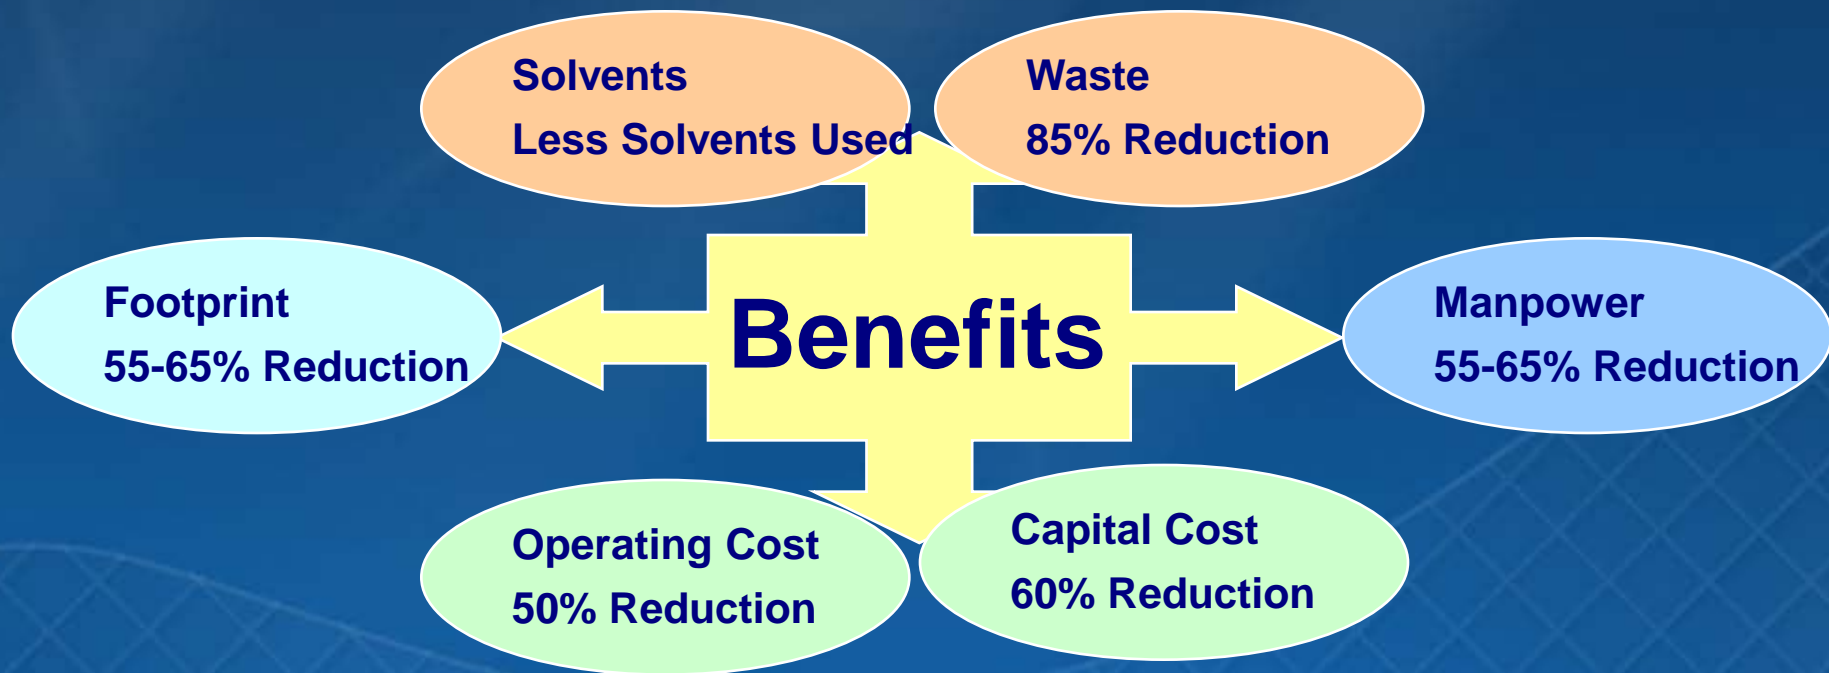 Solvents
Less Solvents Used
Waste
85% Reduction
Footprint
55-65% Reduction
Benefits
Manpower
55-65% Reduction
Operating Cost
50% Reduction
Capital Cost
60% Reduction